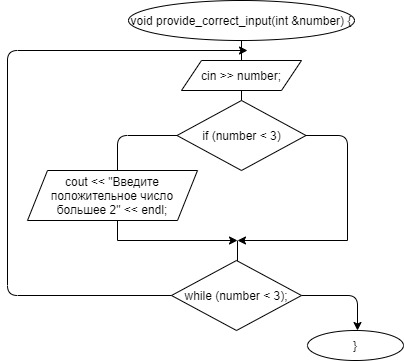 void provide_correct_input(int &number) {
cin >> number;
if (number < 3)
cout << "Введите
положительное число
большее 2" << endl;
while (number < 3);
}